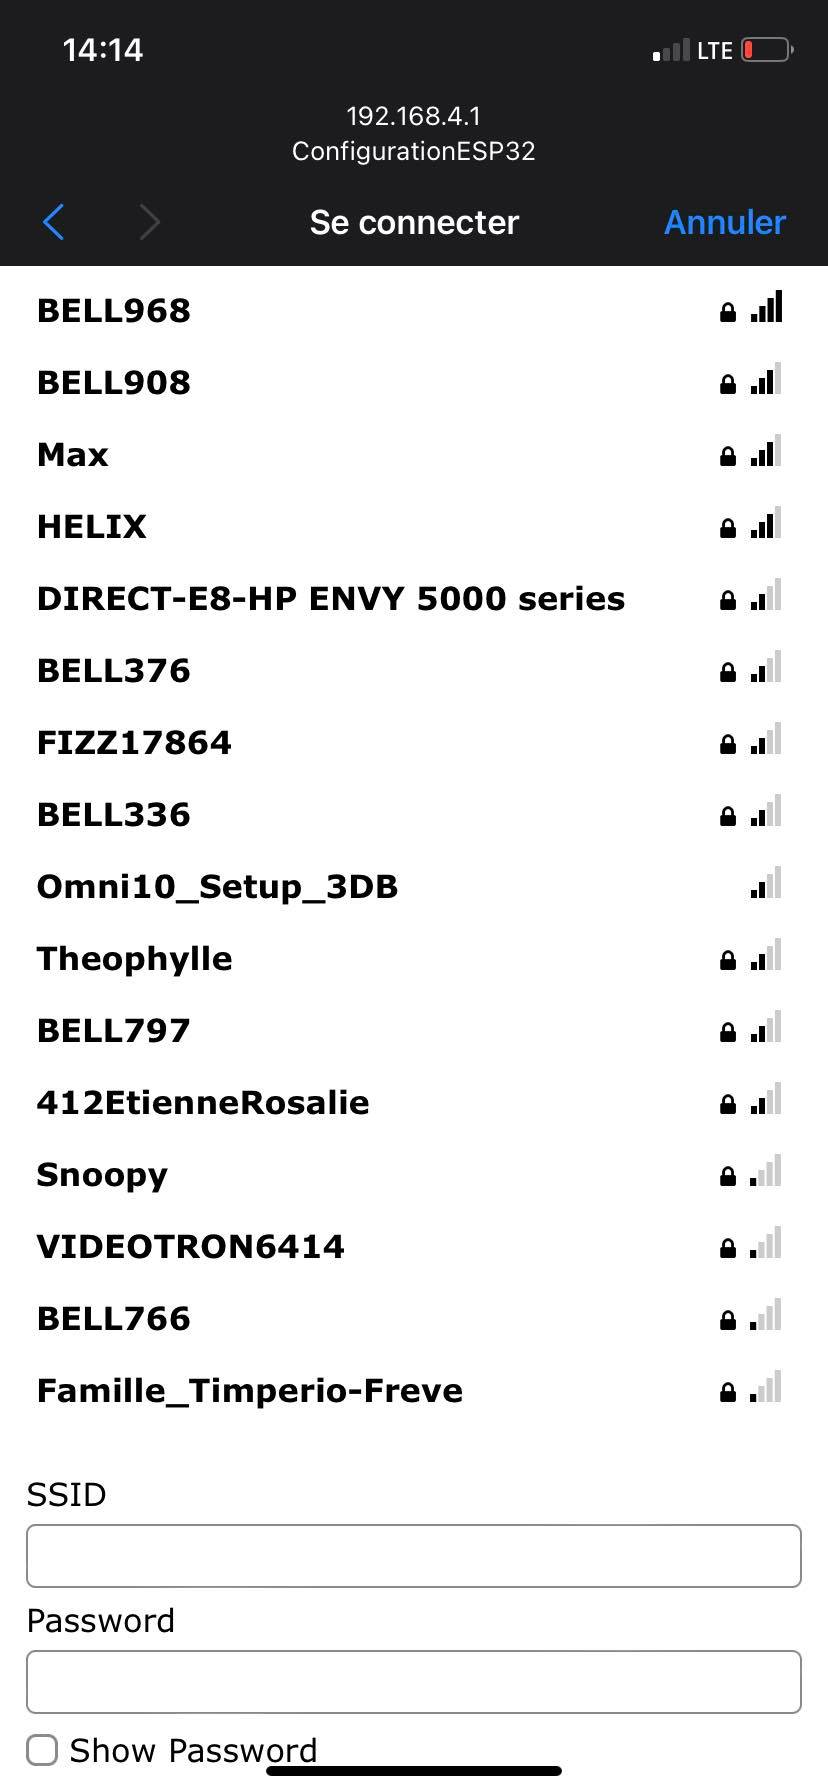 14:14
LTE
192.168.4.1
ConfigurationESP32
Se connecter
Annuler
BELL968
BELL908
Max
HELIX
DIRECT-E8-HP ENVY 5000 series
BELL376
FIZZ17864
BELL336
Omni10_Setup_3DB
Theophylle
BELL797
412EtienneRosalie
Snoopy
VIDEOTRON6414
BELL766
Famille_Timperio-Freve
SSID
Password
Show Password